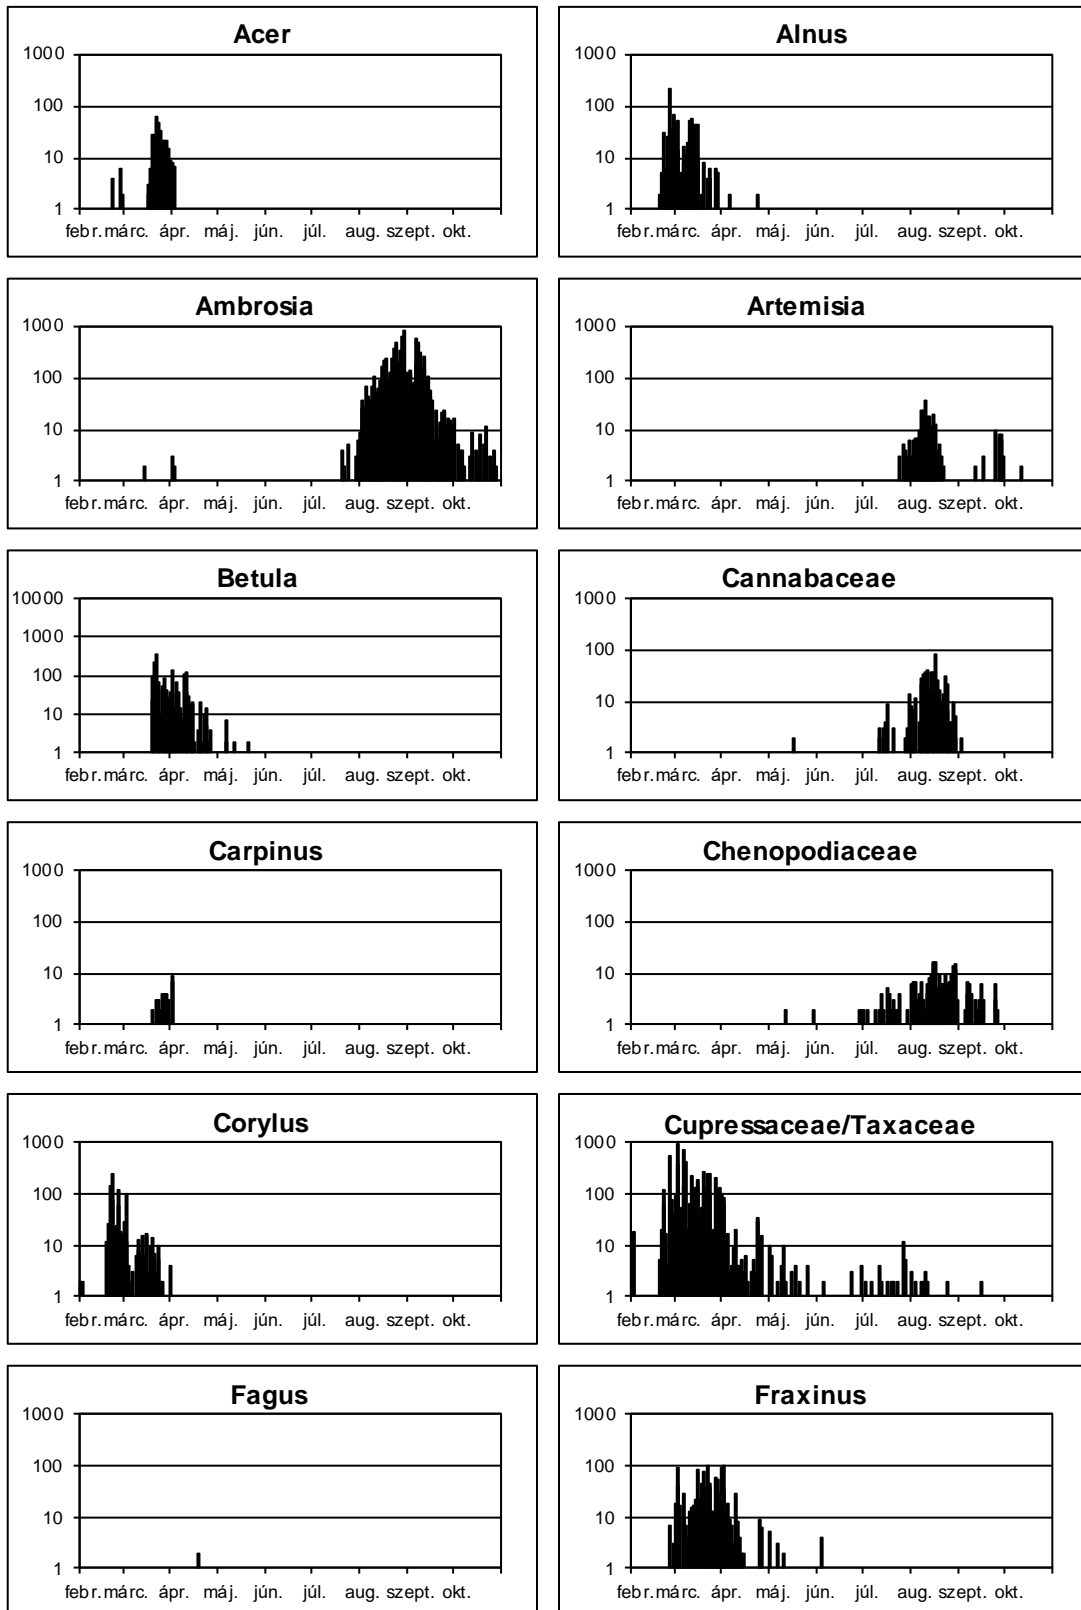 Acer
1000
100
10
1
febr. márc. ápr. máj. jún. júl. aug. szept. okt.
Alnus
1000
100
10
1
febr. márc. ápr. máj. jún. júl. aug. szept. okt.
Ambrosia
1000
100
10
1
febr. márc. ápr. máj. jún. júl. aug. szept. okt.
Artemisia
1000
100
10
1
febr. márc. ápr. máj. jún. júl. aug. szept. okt.
Betula
10000
1000
100
10
1
febr. márc. ápr. máj. jún. júl. aug. szept. okt.
Cannabaceae
1000
100
10
1
febr. márc. ápr. máj. jún. júl. aug. szept. okt.
Carpinus
1000
100
10
1
febr. márc. ápr. máj. jún. júl. aug. szept. okt.
Chenopodiaceae
1000
100
10
1
febr. márc. ápr. máj. jún. júl. aug. szept. okt.
Corylus
1000
100
10
1
febr. márc. ápr. máj. jún. júl. aug. szept. okt.
Cupressaceae/Taxaceae
1000
100
10
1
febr. márc. ápr. máj. jún. júl. aug. szept. okt.
Fagus
1000
100
10
1
febr. márc. ápr. máj. jún. júl. aug. szept. okt.
Fraxinus
1000
100
10
1
febr. márc. ápr. máj. jún. júl. aug. szept. okt.